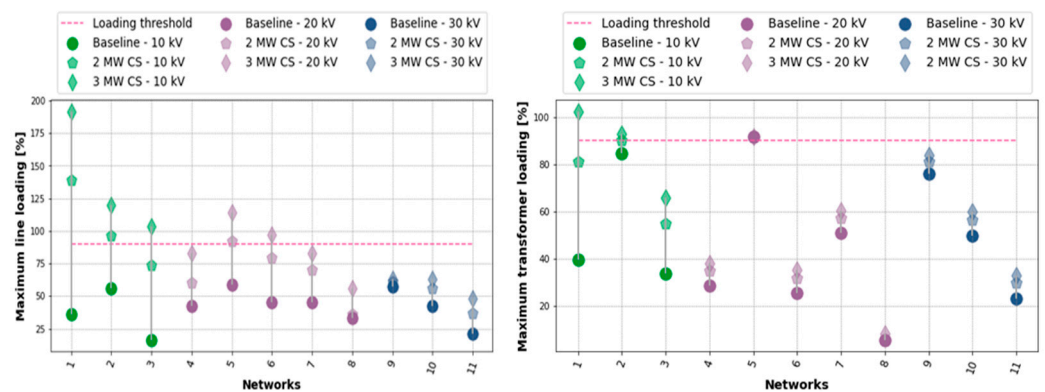 Loading threshold
Baseline - 10 kV
2 MW CS - 10 kV
3 MW CS - 10 kV
Baseline - 20 kV
2 MW CS - 20 kV
3 MW CS - 20 kV
Baseline - 30 kV
2 MW CS - 30 kV
3 MW CS - 30 kV
Maximum line loading [%]
200
175
150
125
100
75
50
25
1 2 3 4 5 6 7 8 9 10 11
Networks
Loading threshold
Baseline - 10 kV
2 MW CS - 10 kV
3 MW CS - 10 kV
Baseline - 20 kV
2 MW CS - 20 kV
3 MW CS - 20 kV
Baseline - 30 kV
2 MW CS - 30 kV
2 MW CS - 30 kV
Maximum transformer loading [%]
100
80
60
40
20
1 2 3 4 5 6 7 8 9 10 11
Networks